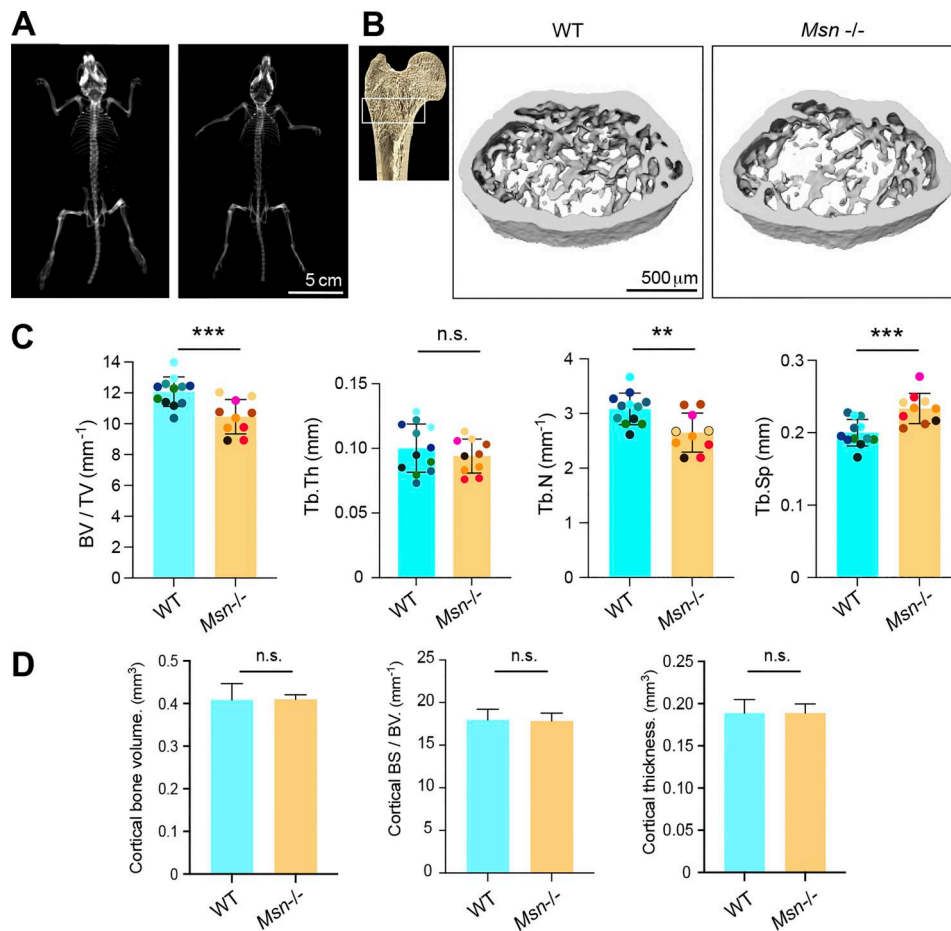 A
B
WT
Msn -/-
5 cm
500 μm
C
***
BV / TV (mm⁻¹)
14
12
10
8
6
4
2
0
WT
Msn-/-
n.s.
Tb.Th (mm)
0.15
0.10
0.05
0
WT
Msn-/-
**
Tb.N (mm⁻¹)
4
3
2
1
0
WT
Msn-/-
***
Tb.Sp (mm)
0.3
0.2
0.1
0
WT
Msn-/-
D
n.s.
Cortical bone volume. (mm³)
0.5
0.4
0.3
0.2
0.1
0
WT
Msn-/-
n.s.
Cortical BS / BV. (mm⁻¹)
25
20
15
10
5
0
WT
Msn-/-
n.s.
Cortical thickness. (mm³)
0.25
0.20
0.15
0.10
0.05
0
WT
Msn-/-